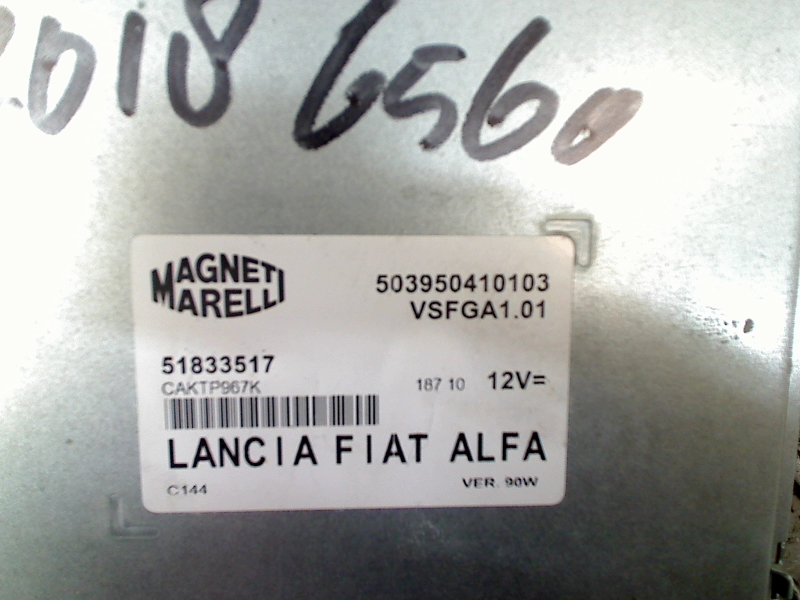 2018 6560
MAGNETI
MARELLI
503950410103
VSFGA1.01
51833517
CAKTP967K
187 10 12V=
LANCIA FIAT ALFA
C144
VER. 90W